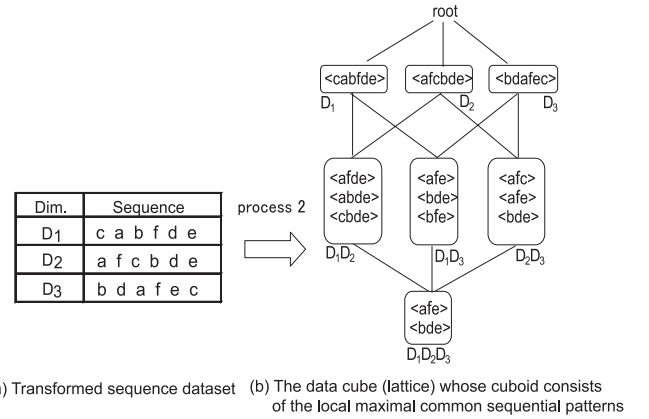 root
<cabfde> <afcbde> <bdafec>
D1 D2 D3
<afde> <afe> <afc>
<abde> <bde> <afe>
<cbde> <bfe> <bde>
D1D2 D1D3 D2D3
Dim. Sequence
D1 c a b f d e
D2 a f c b d e
D3 b d a f e c
process 2
<afe>
<bde>
D1D2D3
) Transformed sequence dataset
(b) The data cube (lattice) whose cuboid consists
of the local maximal common sequential patterns